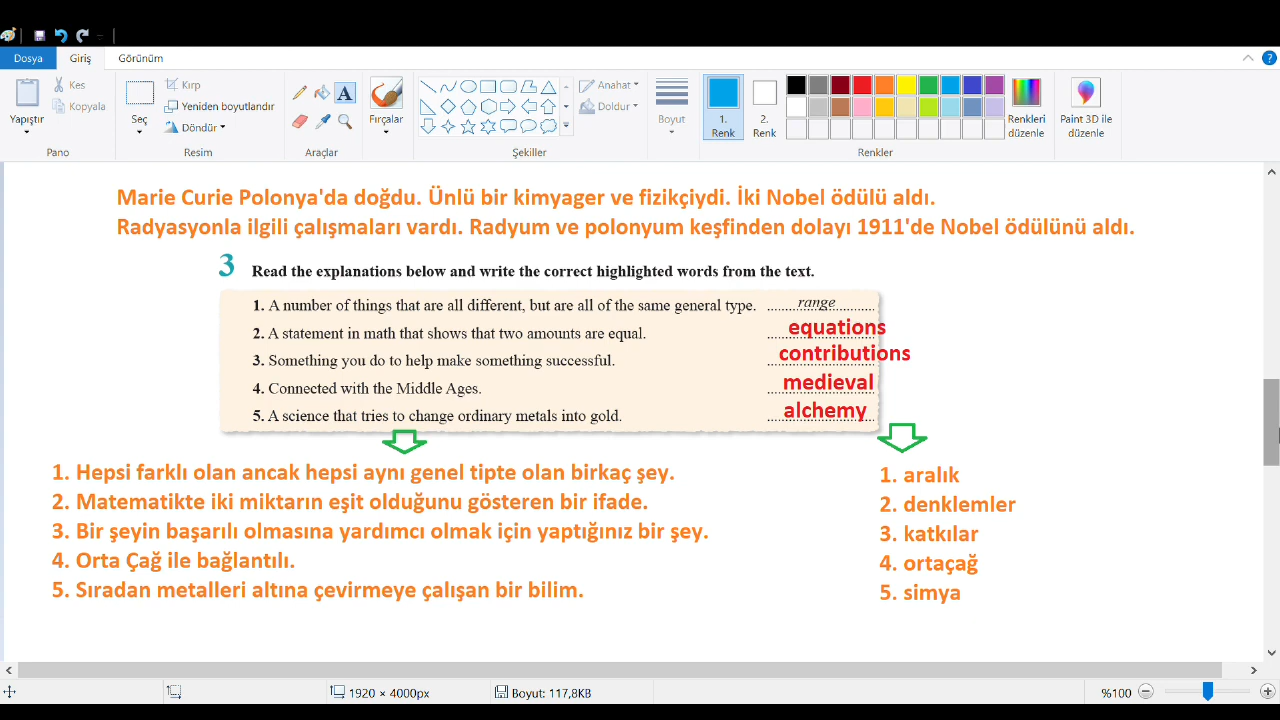 Dosya Giriş Görünüm
Yapıştır
Kes
Kopyala
Pano
Seç
Kırp
Yeniden boyutlandır
Döndür
Resim
A
Araçlar
Fırçalar
Şekiller
Anahat
Doldur
Boyut
1. Renk
2. Renk
Renkleri düzenle
Renkler
Paint 3D ile düzenle
Marie Curie Polonya'da doğdu. Ünlü bir kimyager ve fizikçiydi. İki Nobel ödülü aldı.
Radyasyonla ilgili çalışmaları vardı. Radyum ve polonyum keşfinden dolayı 1911'de Nobel ödülünü aldı.
3 Read the explanations below and write the correct highlighted words from the text.
1. A number of things that are all different, but are all of the same general type. range
2. A statement in math that shows that two amounts are equal. equations
3. Something you do to help make something successful. contributions
4. Connected with the Middle Ages. medieval
5. A science that tries to change ordinary metals into gold. alchemy
1. Hepsi farklı olan ancak hepsi aynı genel tipte olan birkaç şey.
2. Matematikte iki miktarın eşit olduğunu gösteren bir ifade.
3. Bir şeyin başarılı olmasına yardımcı olmak için yaptığınız bir şey.
4. Orta Çağ ile bağlantılı.
5. Sıradan metalleri altına çevirmeye çalışan bir bilim.
1. aralık
2. denklemler
3. katkılar
4. ortaçağ
5. simya
1920 × 4000px
Boyut: 117,8KB
%100